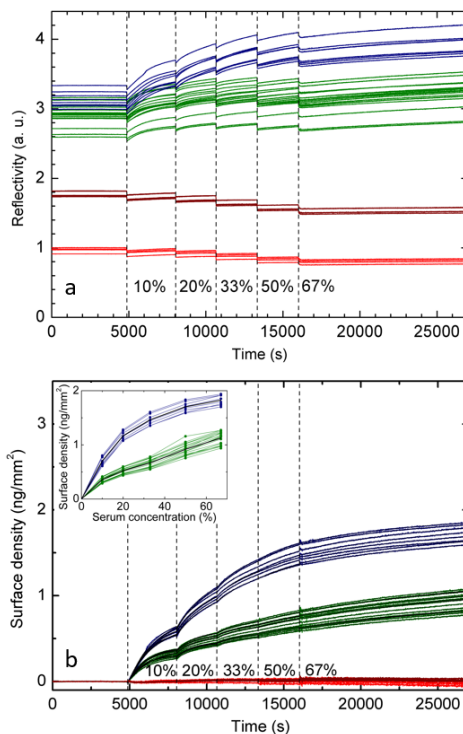 4
3
2
1
0
Reflectivity (a. u.)
a
10% 20% 33% 50% 67%
0 5000 10000 15000 20000 25000
Time (s)
3
2
1
0
Surface density (ng/mm²)
2
1
0
Surface density (ng/mm²)
0 20 40 60
Serum concentration (%)
b
10% 20% 33% 50% 67%
0 5000 10000 15000 20000 25000
Time (s)